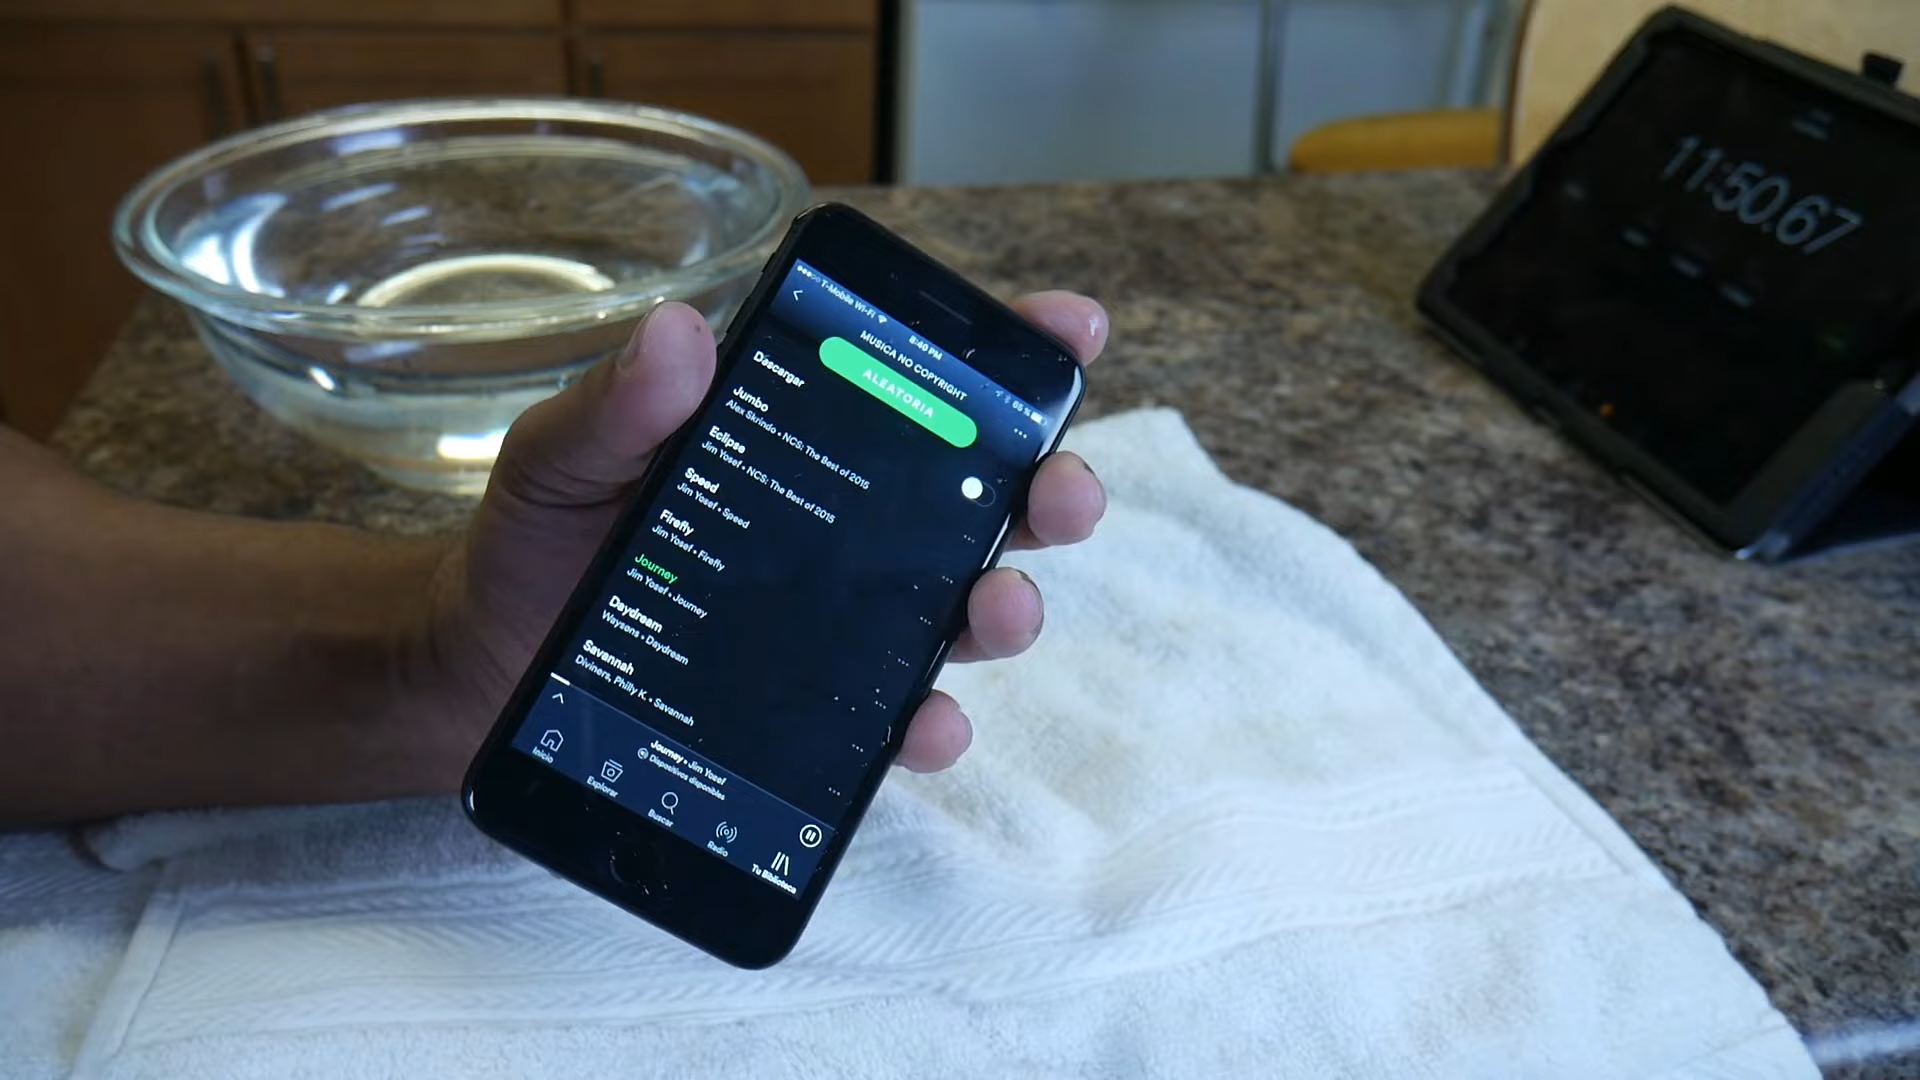 T-Mobile Wi-Fi
8:40 PM
65 %
MUSICA NO COPYRIGHT
ALEATORIA
Descargar
Jumbo
Alex Skrindo • NCS: The Best of 2015
Eclipse
Jim Yosef • NCS: The Best of 2015
Speed
Jim Yosef • Speed
Firefly
Jim Yosef • Firefly
Journey
Jim Yosef • Journey
Daydream
Waysons • Daydream
Savannah
Diviners, Philly K. • Savannah
Journey • Jim Yosef
Dispositivos disponibles
Inicio
Explorar
Buscar
Radio
Tu Biblioteca
11:50.67